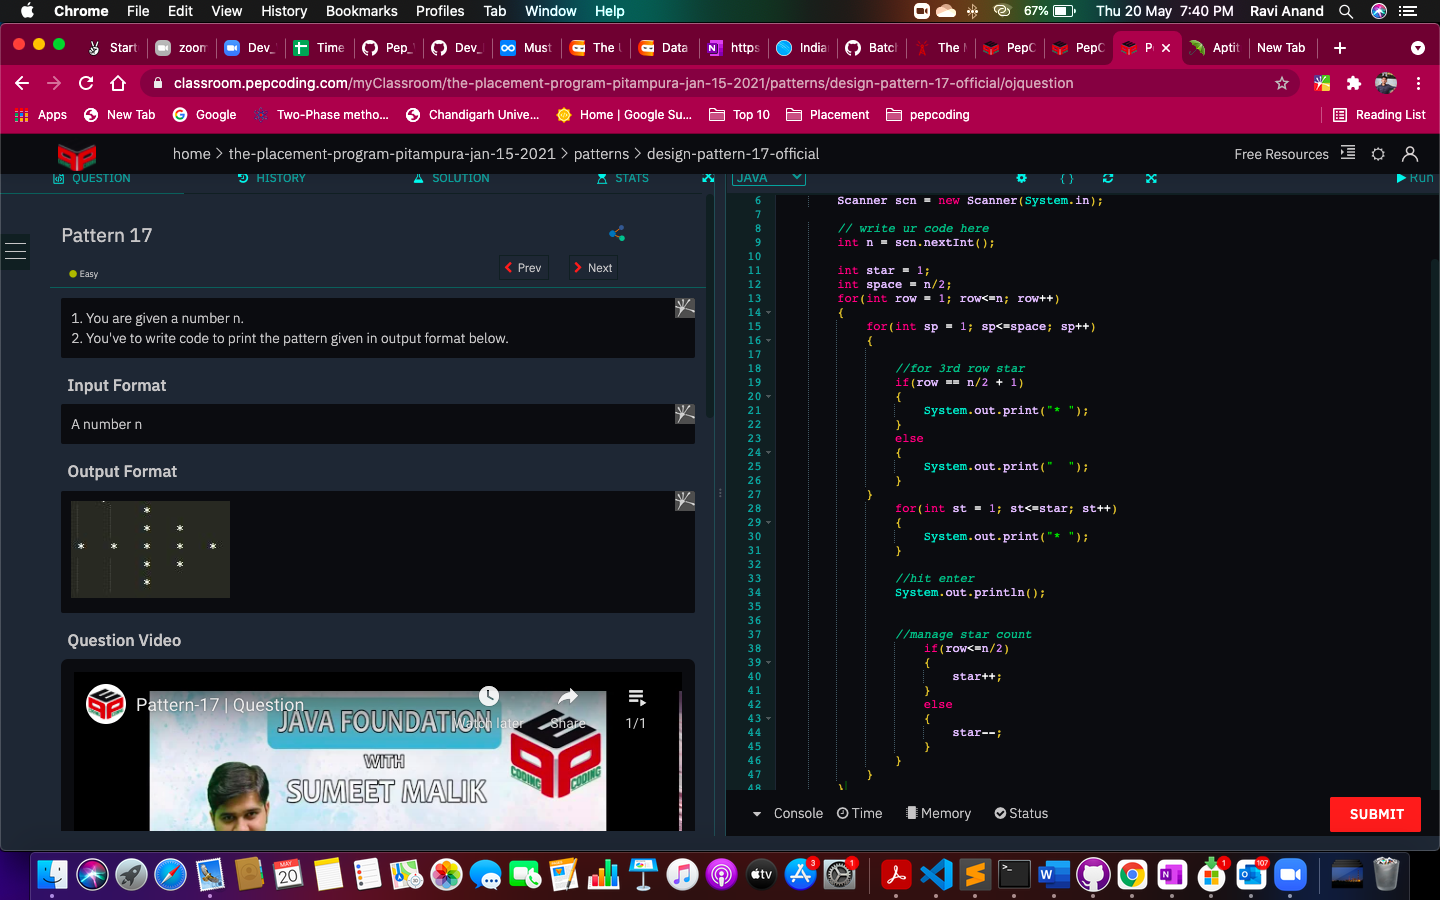 Chrome File Edit View History Bookmarks Profiles Tab Window Help 67% Thu 20 May 7:40 PM Ravi Anand
Start zoom Dev_ Time Pep_ Dev_ Must The Data https India Batch The PepC PepC Aptit New Tab
classroom.pepcoding.com/myClassroom/the-placement-program-pitampura-jan-15-2021/patterns/design-pattern-17-official/ojquestion
Apps New Tab Google Two-Phase metho... Chandigarh Unive... Home | Google Su... Top 10 Placement pepcoding Reading List
home > the-placement-program-pitampura-jan-15-2021 > patterns > design-pattern-17-official Free Resources
QUESTION HISTORY SOLUTION STATS
JAVA Run
Pattern 17
Easy
Prev Next
1. You are given a number n.
2. You've to write code to print the pattern given in output format below.
Input Format
A number n
Output Format
*
* *
* * * * *
* *
*
Question Video
Pattern-17 | Question
Watch later Share 1/1
JAVA FOUNDATION
WITH
SUMEET MALIK
CODING CODING
6 Scanner scn = new Scanner(System.in);
7
8 // write ur code here
9 int n = scn.nextInt();
10
11 int star = 1;
12 int space = n/2;
13 for(int row = 1; row<=n; row++)
14 {
15 for(int sp = 1; sp<=space; sp++)
16 {
17
18 //for 3rd row star
19 if(row == n/2 + 1)
20 {
21 System.out.print("* ");
22 }
23 else
24 {
25 System.out.print("  ");
26 }
27 }
28 for(int st = 1; st<=star; st++)
29 {
30 System.out.print("* ");
31 }
32
33 //hit enter
34 System.out.println();
35
36
37 //manage star count
38 if(row<=n/2)
39 {
40 star++;
41 }
42 else
43 {
44 star--;
45 }
46 }
47 }
48 }
Console Time Memory Status SUBMIT
MAY
20
tv
3
1
1
107